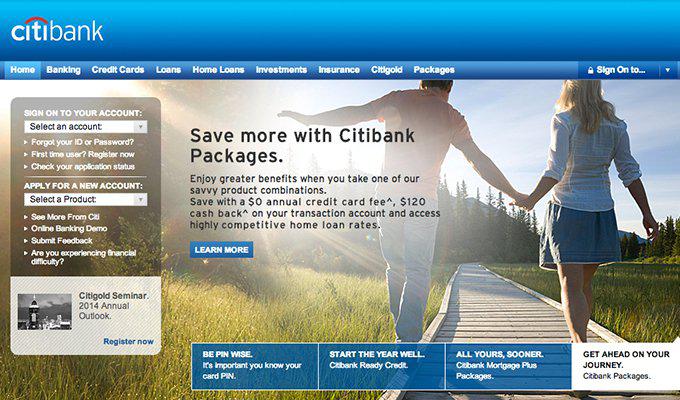 citibank
Home Banking Credit Cards Loans Home Loans Investments Insurance Citigold Packages Sign On to...
SIGN ON TO YOUR ACCOUNT:
Select an account:
Forgot your ID or Password?
First time user? Register now
Check your application status
APPLY FOR A NEW ACCOUNT:
Select a Product:
See More From Citi
Online Banking Demo
Submit Feedback
Are you experiencing financial
difficulty?
Citigold Seminar.
2014 Annual
Outlook.
Register now
Save more with Citibank
Packages.
Enjoy greater benefits when you take one of our
savvy product combinations.
Save with a $0 annual credit card fee^, $120
cash back^ on your transaction account and access
highly competitive home loan rates.
LEARN MORE
BE PIN WISE.
It's important you know your
card PIN.
START THE YEAR WELL.
Citibank Ready Credit.
ALL YOURS, SOONER.
Citibank Mortgage Plus
Packages.
GET AHEAD ON YOUR
JOURNEY.
Citibank Packages.